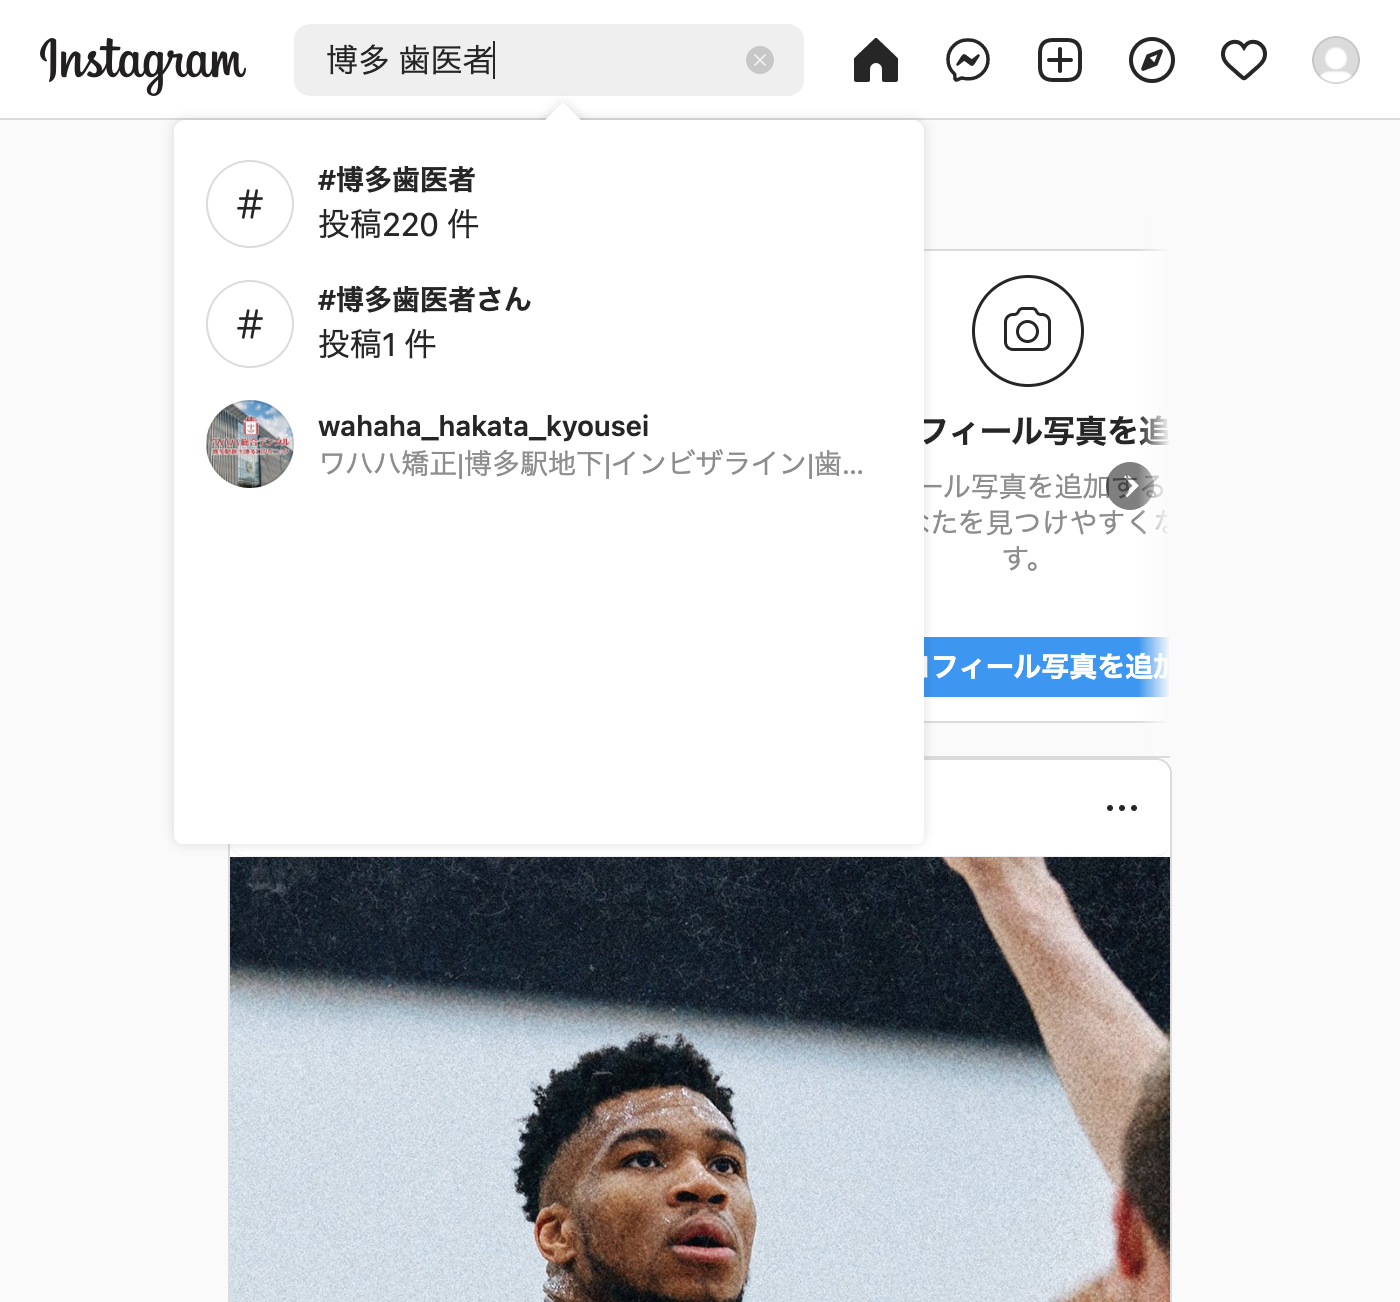 Instagram
博多 歯医者
#博多歯医者
投稿220 件
#博多歯医者さん
投稿1 件
wahaha_hakata_kyousei
ワハハ矯正|博多駅地下|インビザライン|歯...
フィール写真を追
ール写真を追加する
なたを見つけやすくな
す。
ロフィール写真を追加